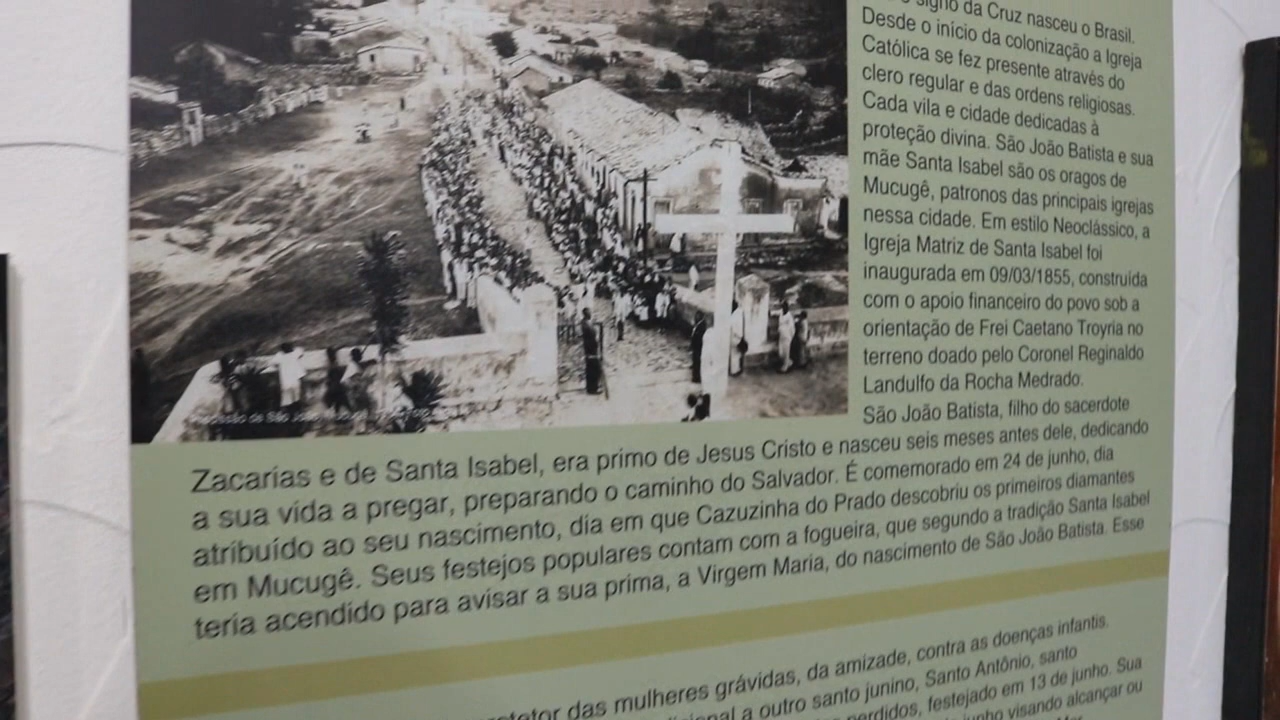 signo da Cruz nasceu o Brasil.
Desde o início da colonização a Igreja
Católica se fez presente através do
clero regular e das ordens religiosas.
Cada vila e cidade dedicadas à
proteção divina. São João Batista e sua
mãe Santa Isabel são os oragos de
Mucugê, patronos das principais igrejas
nessa cidade. Em estilo Neoclássico, a
Igreja Matriz de Santa Isabel foi
inaugurada em 09/03/1855, construída
com o apoio financeiro do povo sob a
orientação de Frei Caetano Troyria no
terreno doado pelo Coronel Reginaldo
Landulfo da Rocha Medrado.
São João Batista, filho do sacerdote
Zacarias e de Santa Isabel, era primo de Jesus Cristo e nasceu seis meses antes dele, dedicando
a sua vida a pregar, preparando o caminho do Salvador. É comemorado em 24 de junho, dia
atribuído ao seu nascimento, dia em que Cazuzinha do Prado descobriu os primeiros diamantes
em Mucugê. Seus festejos populares contam com a fogueira, que segundo a tradição Santa Isabel
teria acendido para avisar a sua prima, a Virgem Maria, do nascimento de São João Batista. Esse
das mulheres grávidas, da amizade, contra as doenças infantis.
a outro santo junino, Santo Antônio, santo
perdidos, festejado em 13 de junho. Sua
junho visando alcançar ou